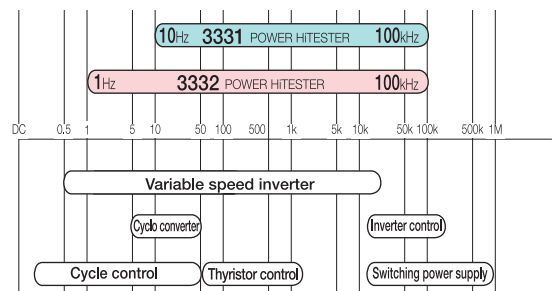 10Hz 3331 POWER HiTESTER 100kHz
1Hz 3332 POWER HiTESTER 100kHz
DC 0.5 1 5 10 50 100 500 1k 5k 10k 50k 100k 500k 1M
Variable speed inverter
Cyclo converter Inverter control
Cycle control Thyristor control Switching power supply